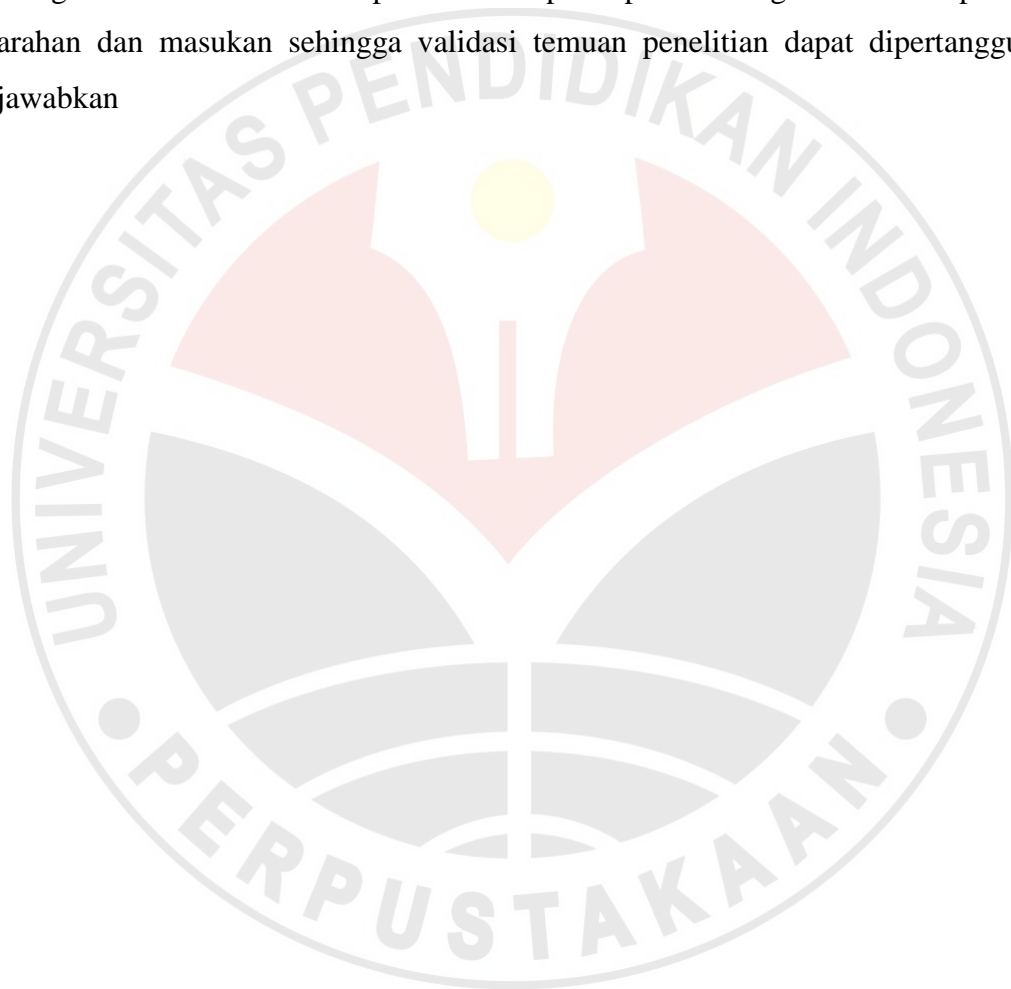 arahan dan masukan sehingga validasi temuan penelitian dapat dipertanggu
jawabkan
UNIVERSITAS PENDIDIKAN INDONESIA
PERPUSTAKAAN